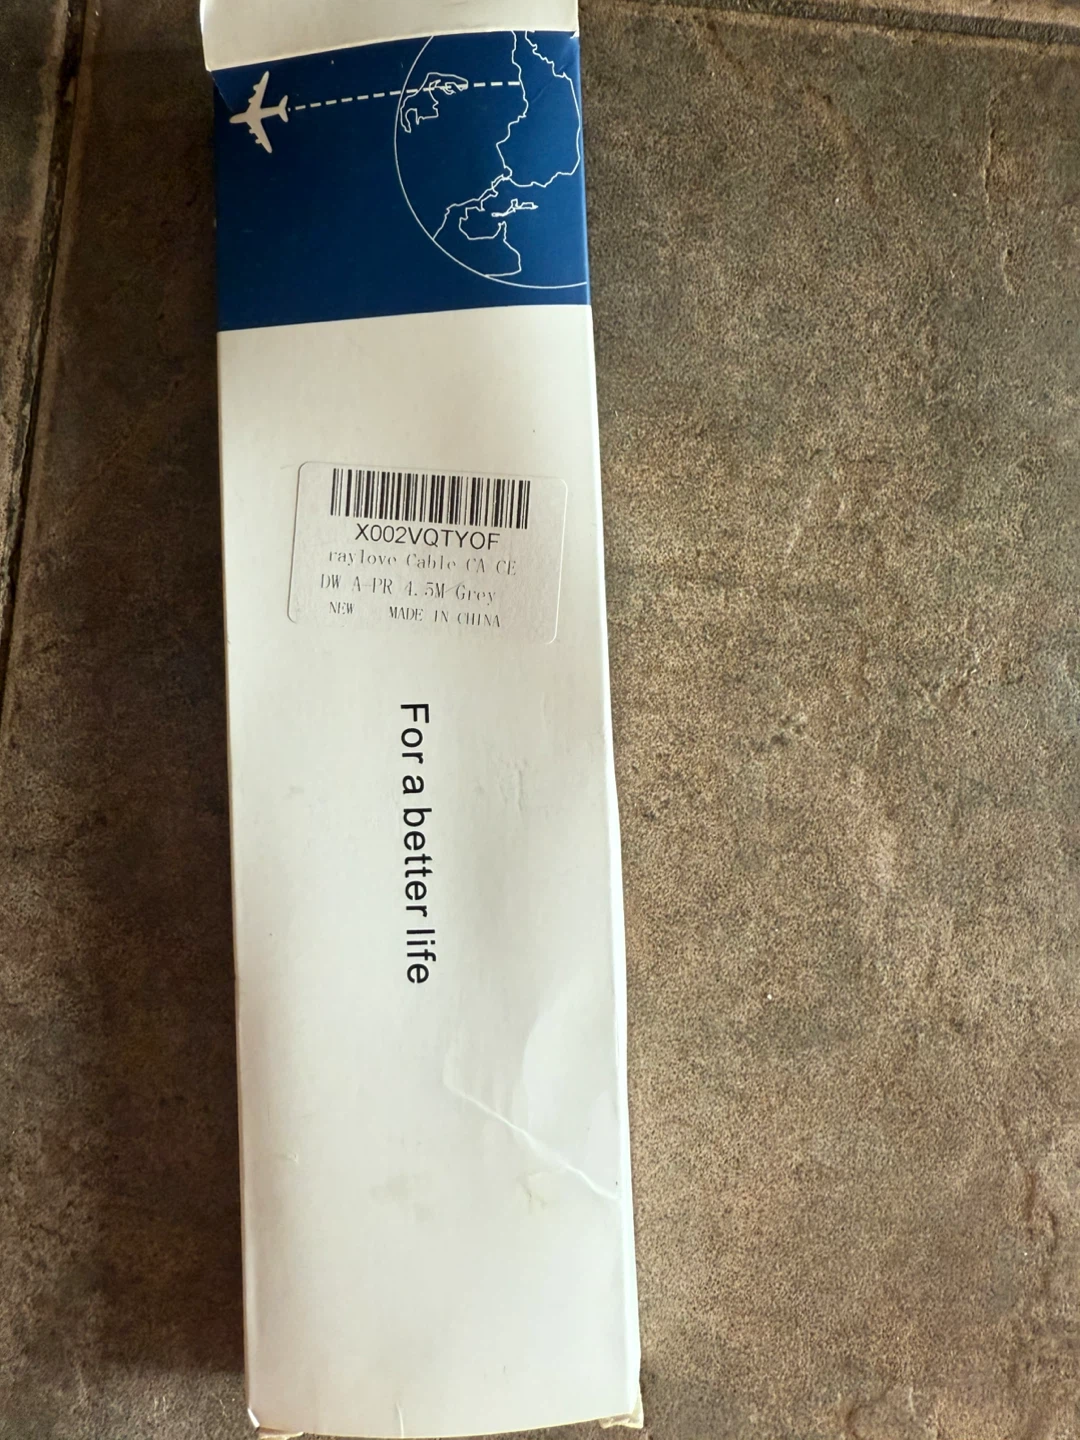 X002VQTYOF
raylove Cable CA CE
DW A-PR 4.5M Grey
NEW MADE IN CHINA
For a better life